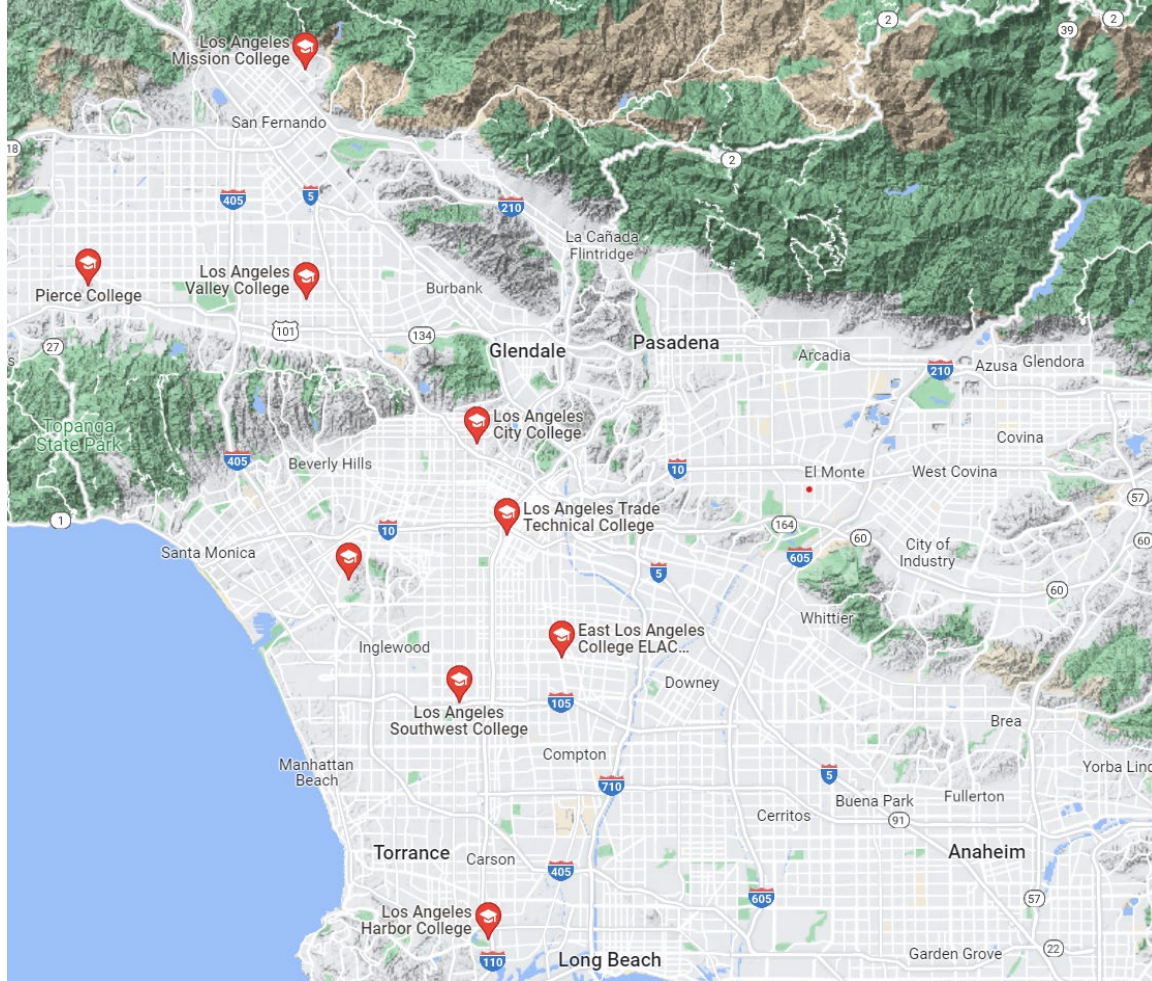 Los Angeles
Mission College
San Fernando
2
39
2
18
405
5
210
2
La Cañada
Flintridge
Pierce College
Los Angeles
Valley College
Burbank
101
134
27
s
Glendale
Pasadena
Arcadia
210
Azusa
Glendora
Topanga
State Park
Los Angeles
City College
405
Beverly Hills
10
El Monte
West Covina
Covina
57
1
Los Angeles Trade
Technical College
10
164
60
60
Santa Monica
605
City of
Industry
5
60
Whittier
Inglewood
East Los Angeles
College ELAC...
Los Angeles
Southwest College
105
Downey
Brea
Compton
Manhattan
Beach
710
5
Yorba Lind
Buena Park
Fullerton
Cerritos
91
Torrance
Carson
405
Anaheim
605
57
Los Angeles
Harbor College
110
Long Beach
Garden Grove
22